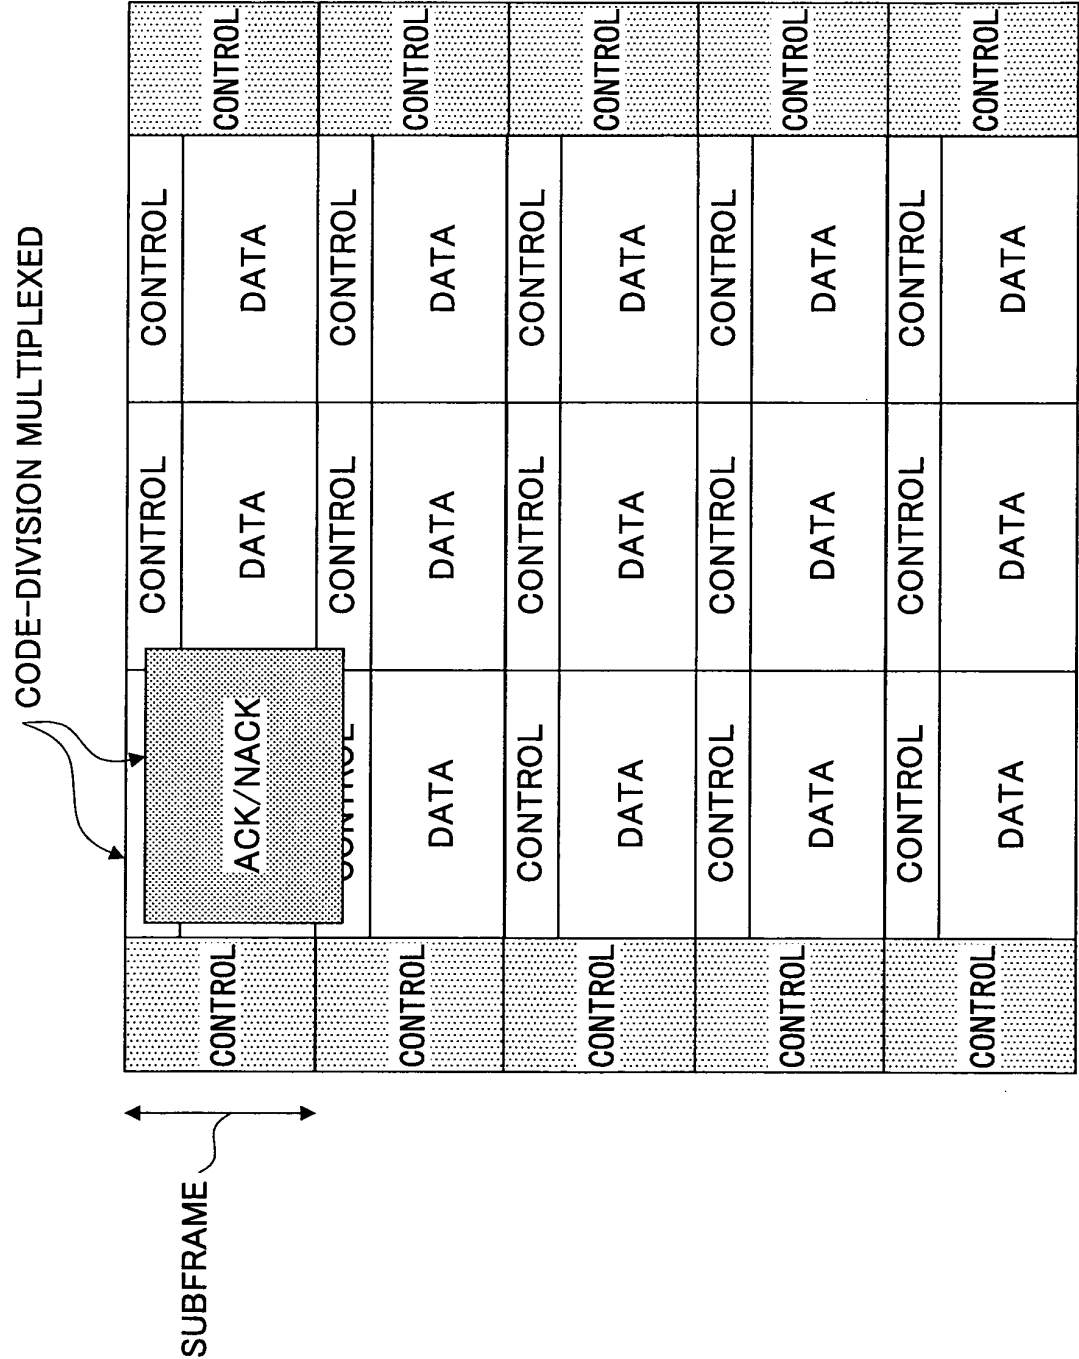 CODE-DIVISION MULTIPLEXED
SUBFRAME
CONTROL CONTROL
CONTROL ACK/NACK DATA DATA CONTROL
CONTROL CONTROL CONTROL
CONTROL DATA DATA DATA CONTROL
CONTROL CONTROL CONTROL
CONTROL DATA DATA DATA CONTROL
CONTROL CONTROL CONTROL
CONTROL DATA DATA DATA CONTROL
CONTROL CONTROL CONTROL
CONTROL DATA DATA DATA CONTROL